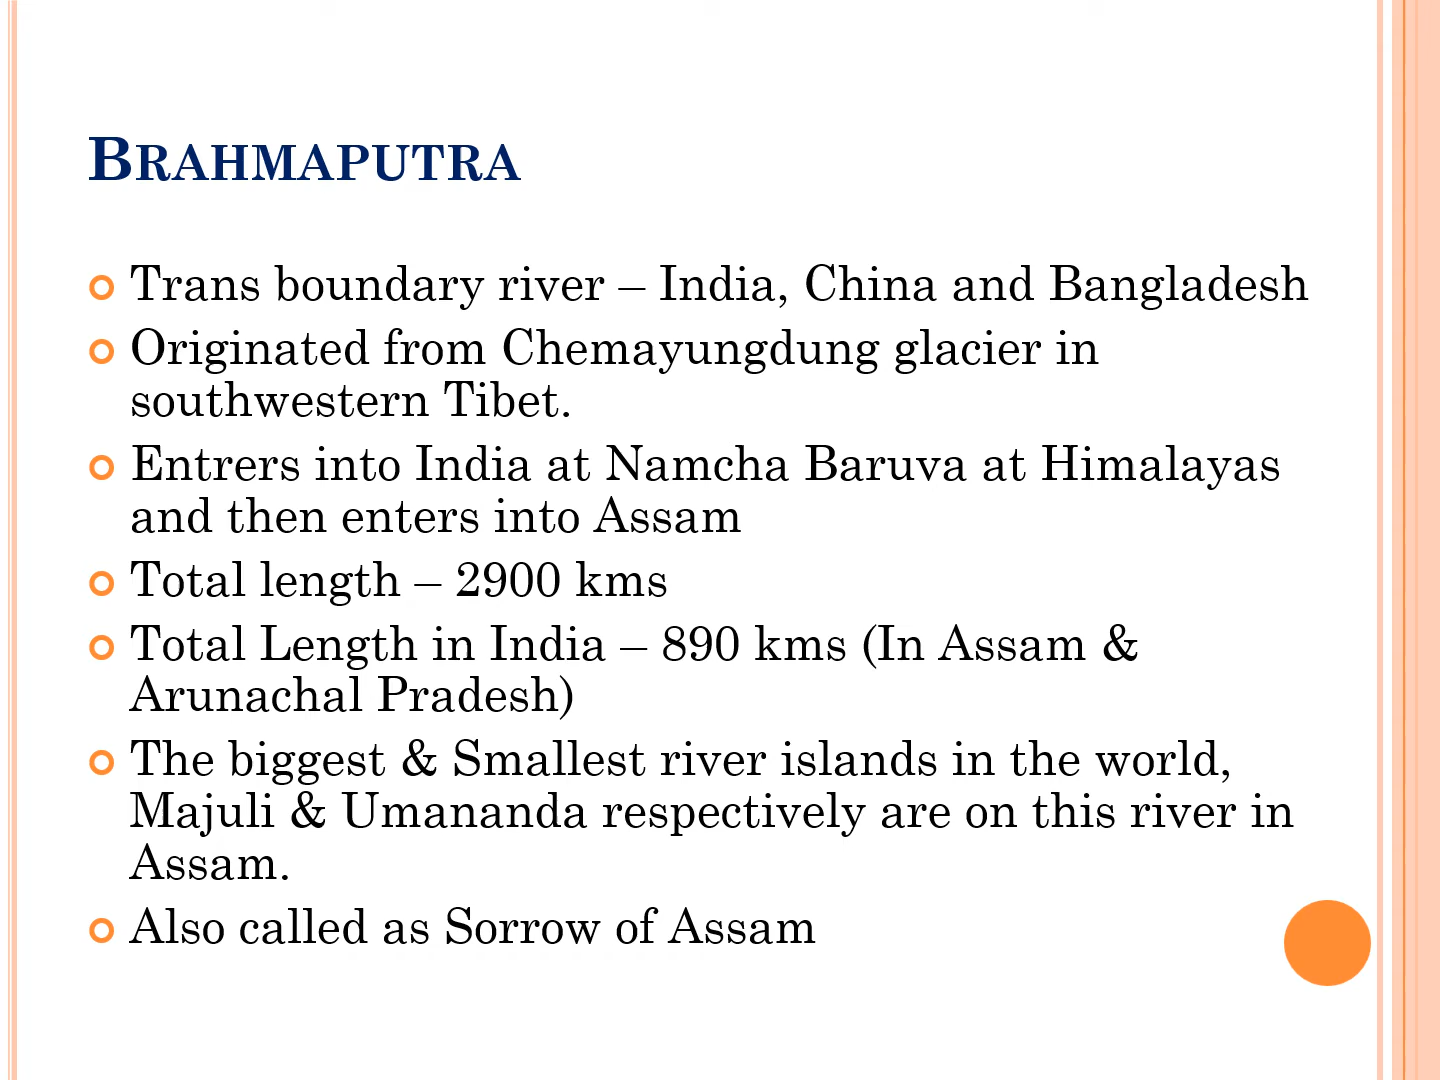 BRAHMAPUTRA
Trans boundary river – India, China and Bangladesh
Originated from Chemayungdung glacier in
southwestern Tibet.
Entrers into India at Namcha Baruva at Himalayas
and then enters into Assam
Total length – 2900 kms
Total Length in India – 890 kms (In Assam &
Arunachal Pradesh)
The biggest & Smallest river islands in the world,
Majuli & Umananda respectively are on this river in
Assam.
Also called as Sorrow of Assam